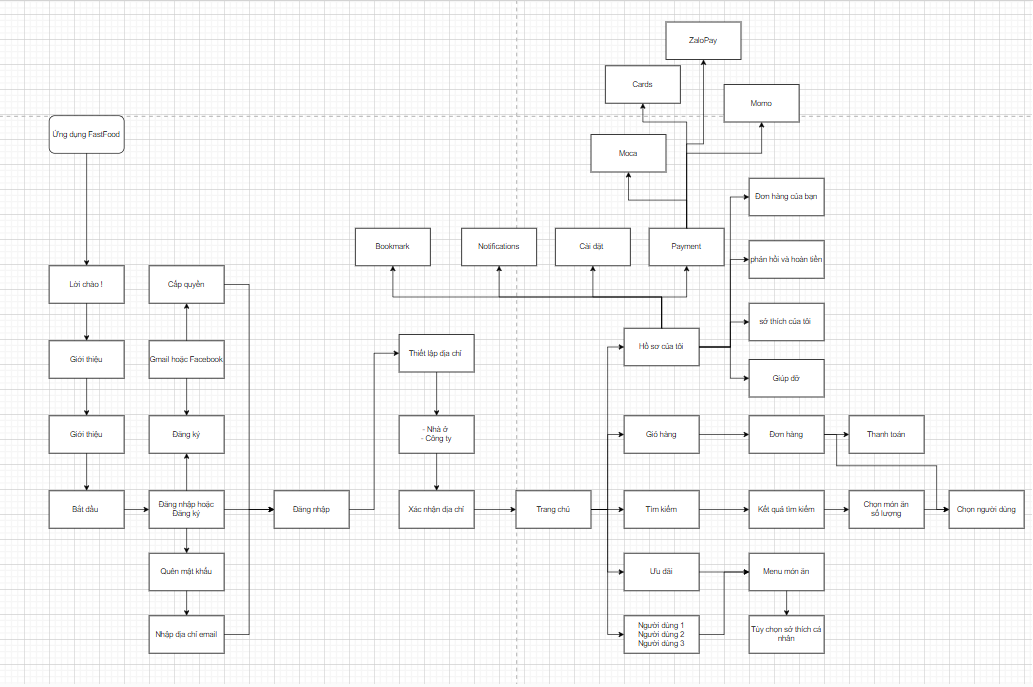 ZaloPay
Cards
Momo
Ứng dụng FastFood
Moca
Đơn hàng của bạn
Bookmark
Notifications
Cài đặt
Payment
phản hồi và hoàn tiền
Lời chào !
Cấp quyền
sở thích của tôi
Hồ sơ của tôi
Thiết lập địa chỉ
Giới thiệu
Gmail hoặc Facebook
Giúp đỡ
Giới thiệu
Đăng ký
- Nhà ở
- Công ty
Giỏ hàng
Đơn hàng
Thanh toán
Bắt đầu
Đăng nhập hoặc
Đăng ký
Đăng nhập
Xác nhận địa chỉ
Trang chủ
Tìm kiếm
Kết quả tìm kiếm
Chọn món ăn
số lượng
Chọn người dùng
Quên mật khẩu
Ưu đãi
Menu món ăn
Nhập địa chỉ email
Người dùng 1
Người dùng 2
Người dùng 3
Tùy chọn sở thích cá
nhân